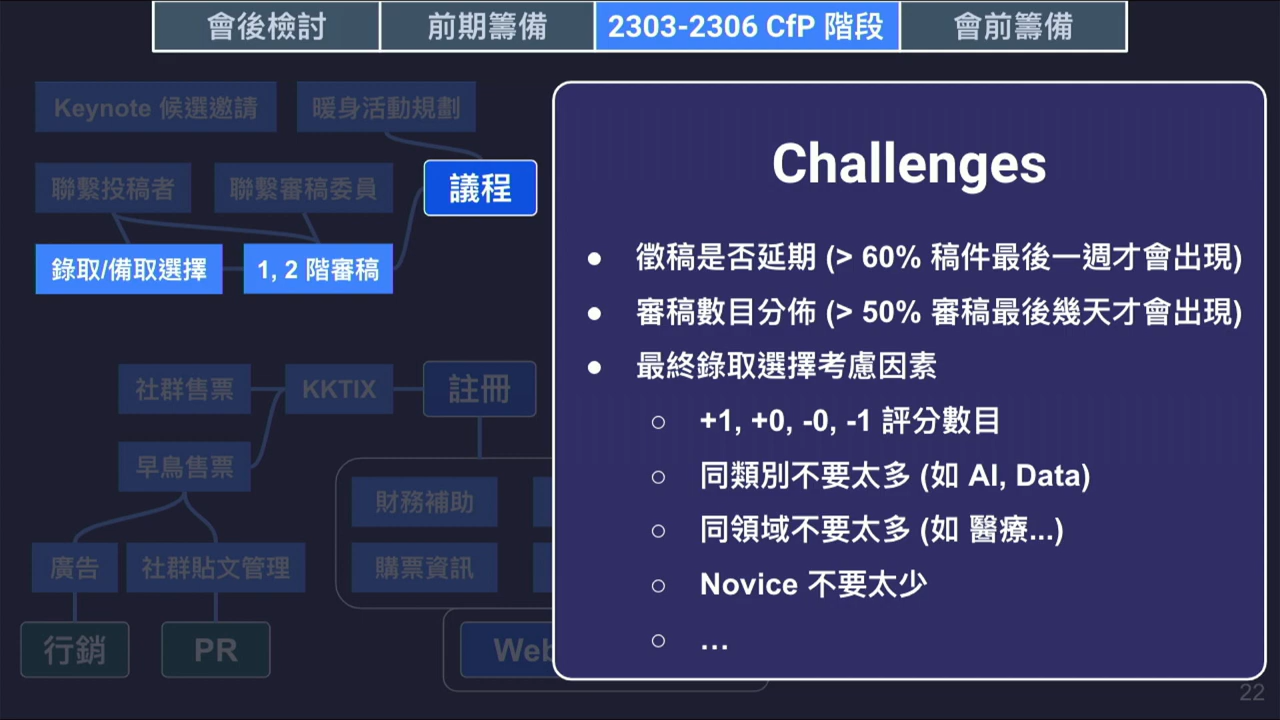 會後檢討
前期籌備
2303-2306 CfP 階段
會前籌備
Keynote 候選邀請
暖身活動規劃
聯繫投稿者
聯繫審稿委員
議程
錄取/備取選擇
1, 2 階審稿
社群售票
KKTIX
註冊
早鳥售票
財務補助
廣告
社群貼文管理
購票資訊
行銷
PR
Web
Challenges
● 徵稿是否延期 (> 60% 稿件最後一週才會出現)
● 審稿數目分佈 (> 50% 審稿最後幾天才會出現)
● 最終錄取選擇考慮因素
○ +1, +0, -0, -1 評分數目
○ 同類別不要太多 (如 AI, Data)
○ 同領域不要太多 (如 醫療...)
○ Novice 不要太少
○ ...
22